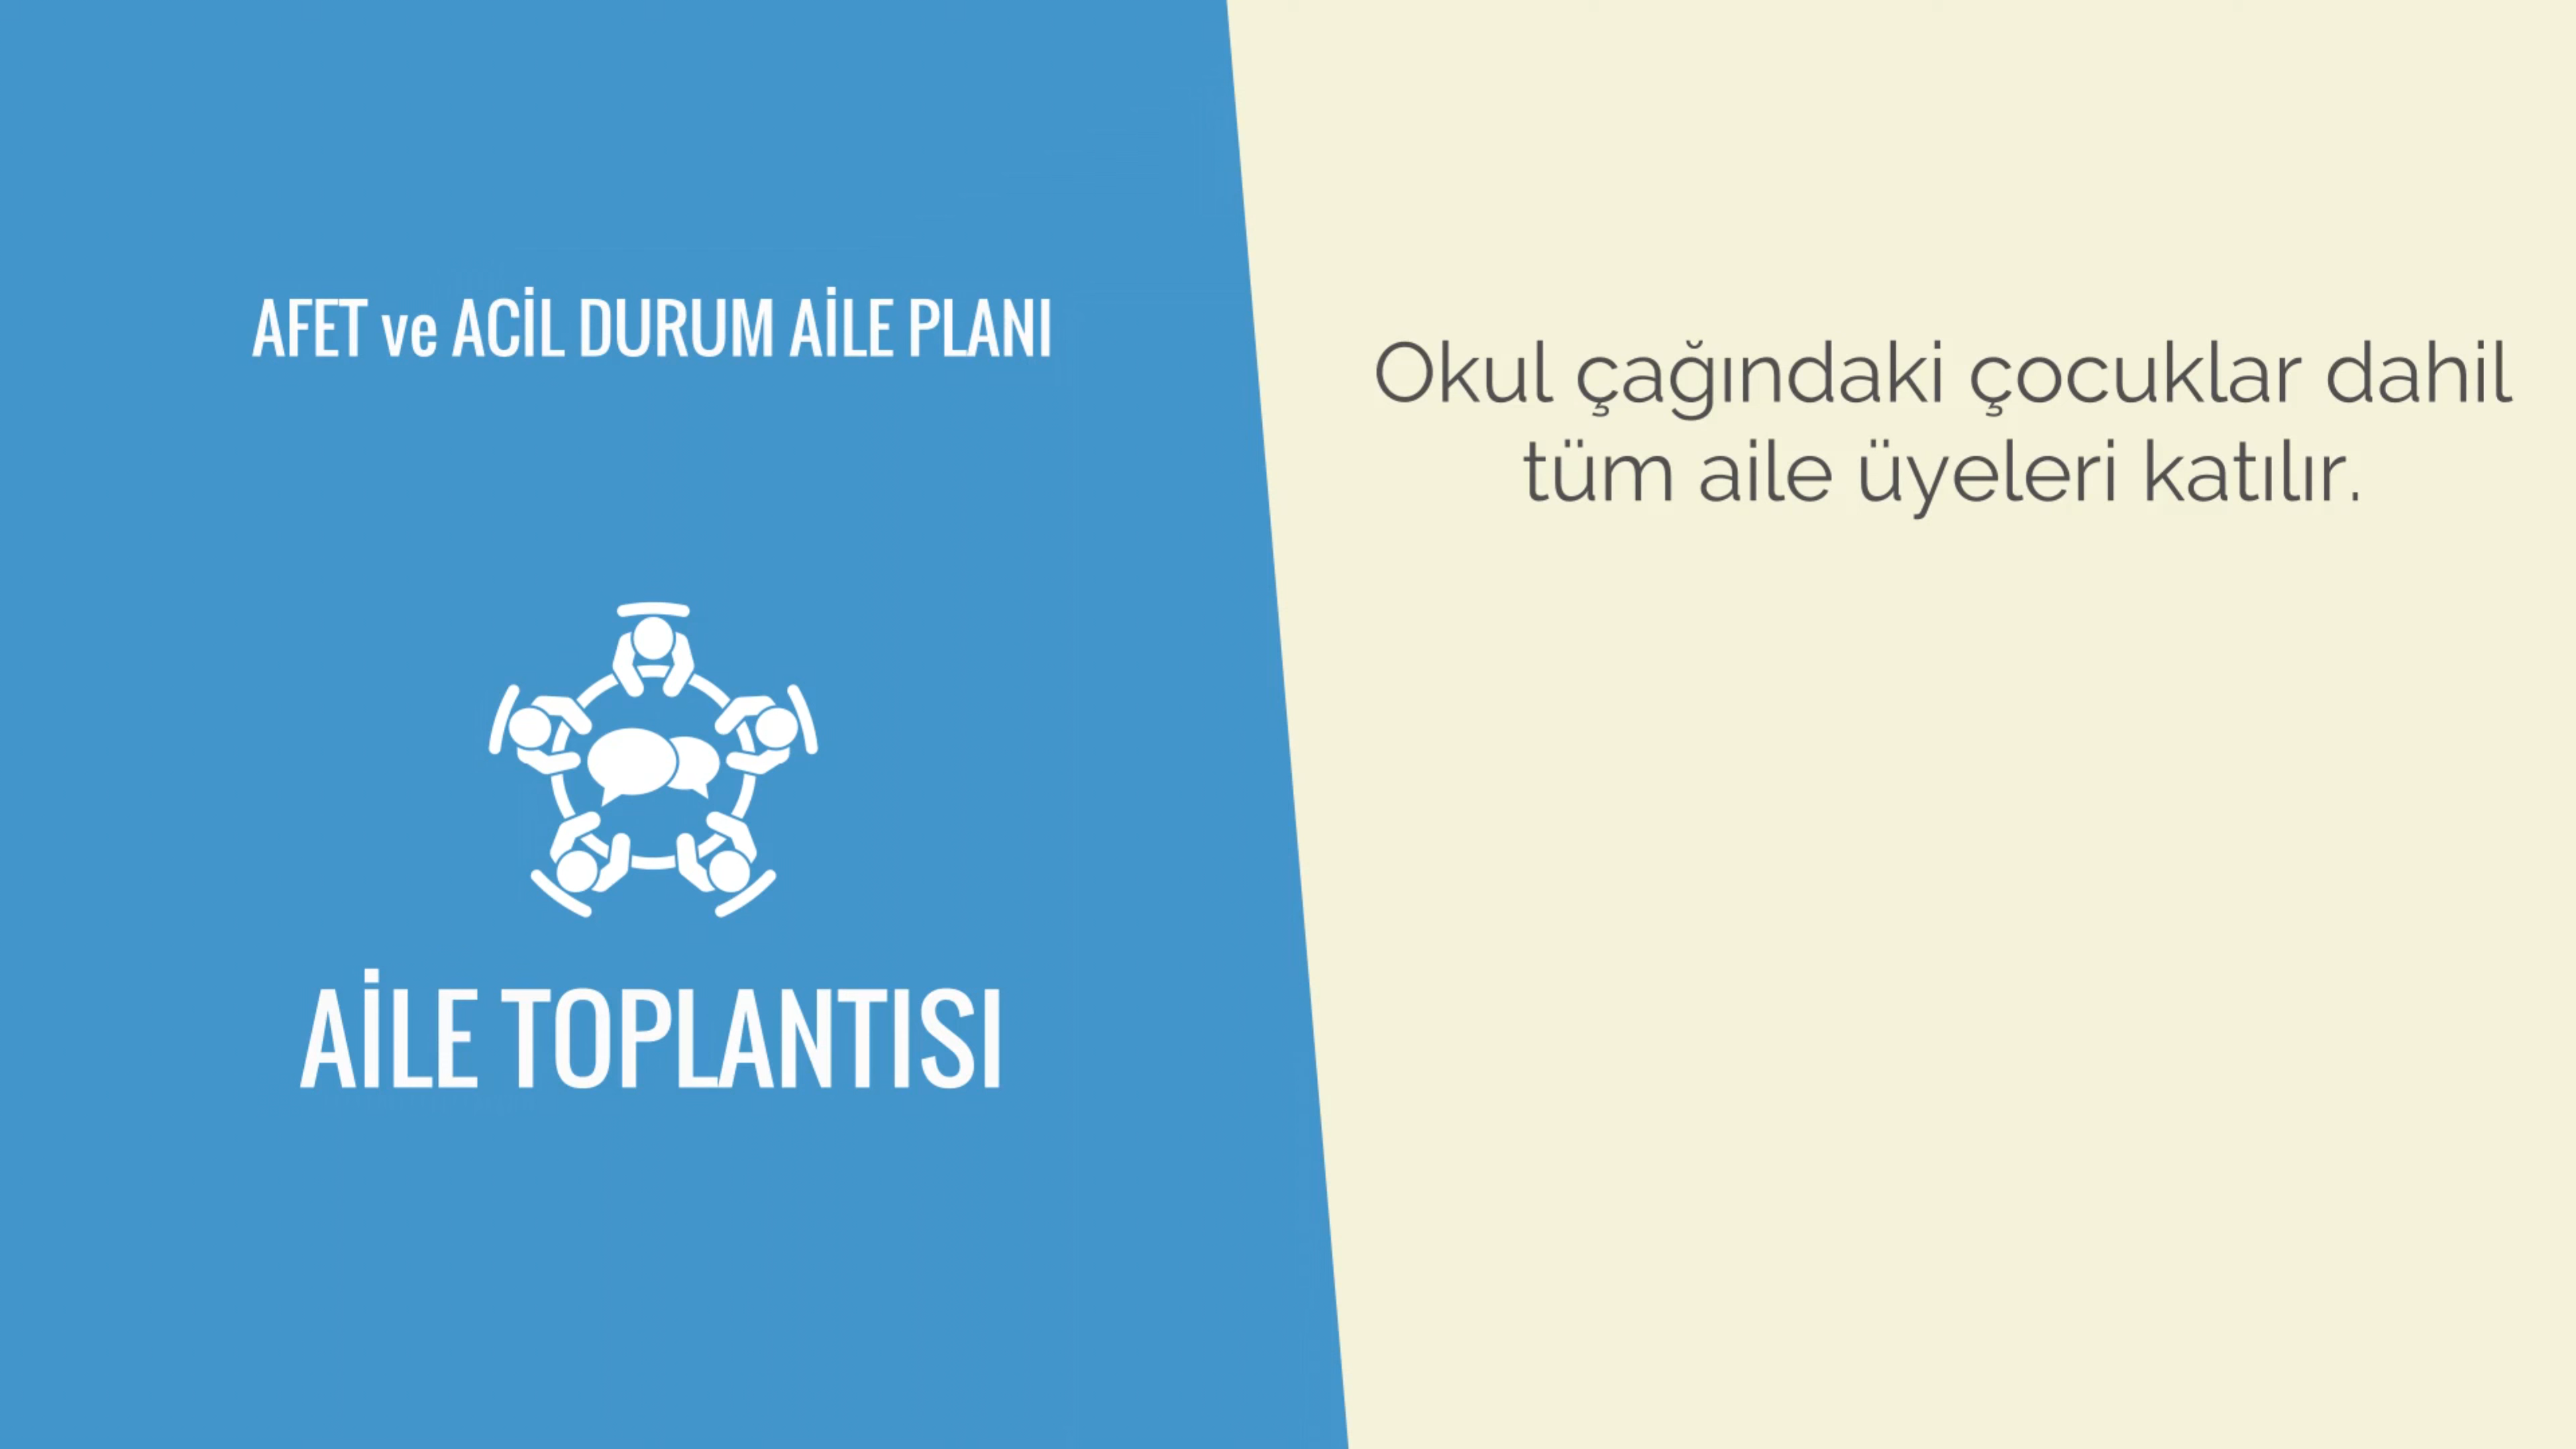 AFET ve ACİL DURUM AİLE PLANI
AİLE TOPLANTISI
Okul çağındaki çocuklar dahil
tüm aile üyeleri katılır.